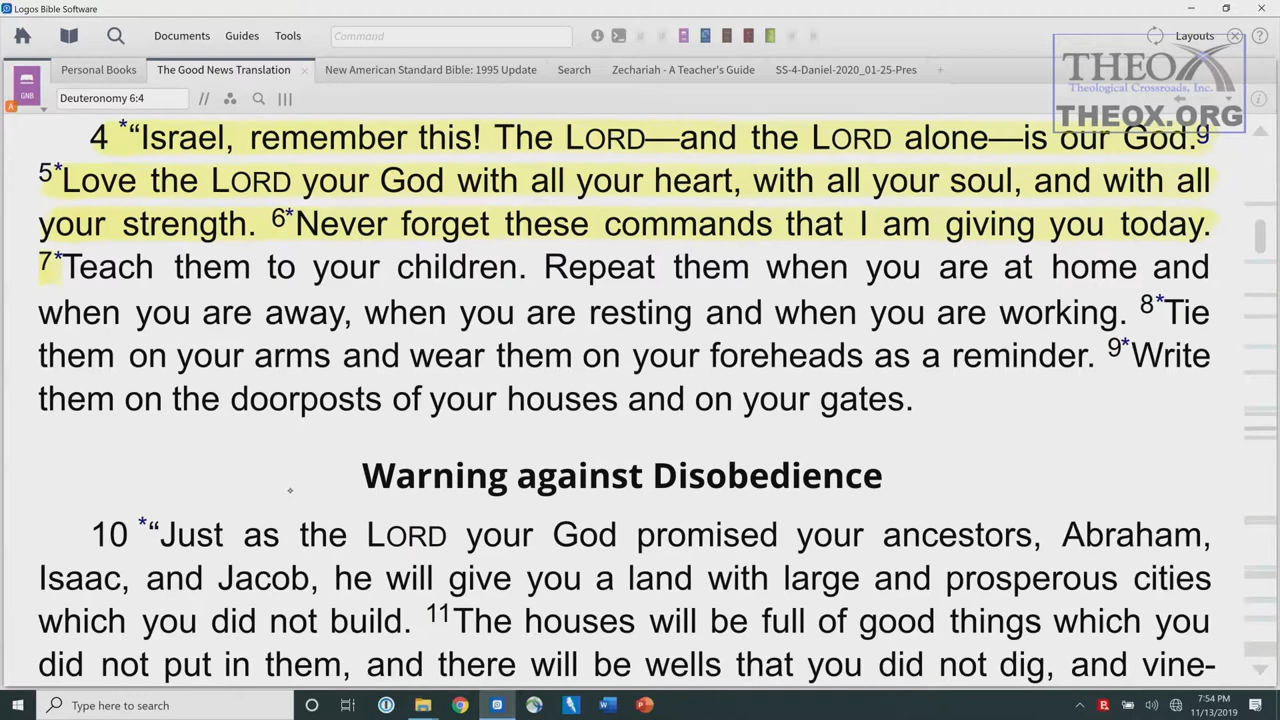 Logos Bible Software
Documents Guides Tools Command Layouts
Personal Books The Good News Translation New American Standard Bible: 1995 Update Search Zechariah - A Teacher's Guide SS-4-Daniel-2020_01-25-Pres
GNB Deuteronomy 6:4
THEOX
Theological Crossroads, Inc.
THEOX.ORG
4 *“Israel, remember this! The LORD—and the LORD alone—is our God.g
5*Love the LORD your God with all your heart, with all your soul, and with all
your strength. 6*Never forget these commands that I am giving you today.
7*Teach them to your children. Repeat them when you are at home and
when you are away, when you are resting and when you are working. 8*Tie
them on your arms and wear them on your foreheads as a reminder. 9*Write
them on the doorposts of your houses and on your gates.
Warning against Disobedience
10 *“Just as the LORD your God promised your ancestors, Abraham,
Isaac, and Jacob, he will give you a land with large and prosperous cities
which you did not build. 11The houses will be full of good things which you
did not put in them, and there will be wells that you did not dig, and vine-
Type here to search
7:54 PM
11/13/2019